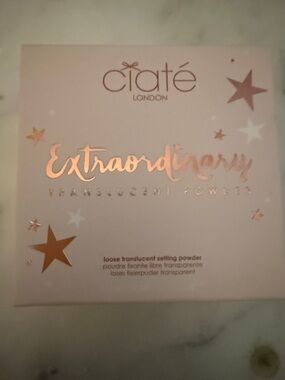 ciaté
LONDON
Extraordinary
TRANSLUCENT POWDER
loose translucent setting powder
poudre fixante libre transparente
loses fixierpuder transparent